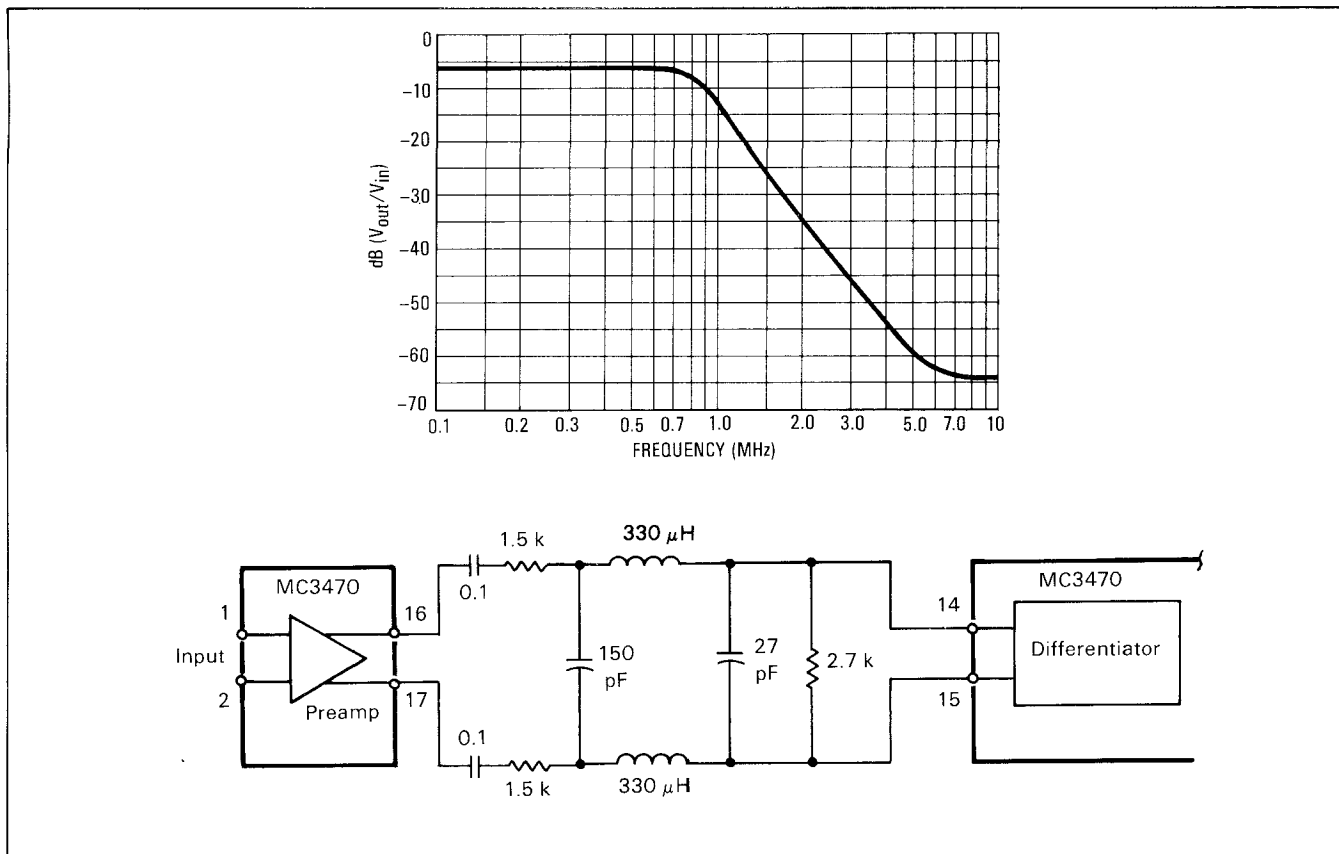 0
-10
-20
-30
-40
-50
-60
-70
dB (Vout/Vin)
0.1 0.2 0.3 0.5 0.7 1.0 2.0 3.0 5.0 7.0 10
FREQUENCY (MHz)
1.5 k
330 μH
0.1
MC3470
1
16
Input
2
17
Preamp
150
pF
27
pF
2.7 k
0.1
1.5 k
330 μH
MC3470
14
Differentiator
15